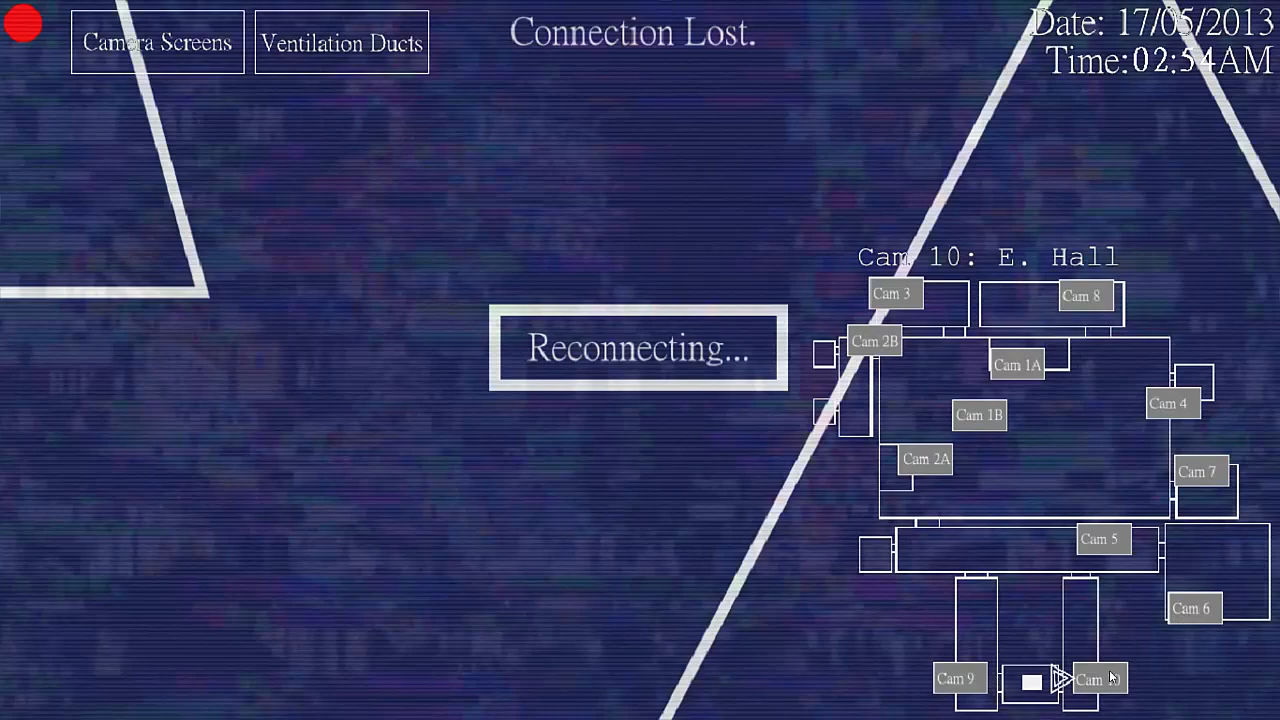 Camera Screens
Ventilation Ducts
Connection Lost.
Date: 17/05/2013
Time:02:54AM
Reconnecting...
Cam 10: E. Hall
Cam 3
Cam 8
Cam 2B
Cam 1A
Cam 4
Cam 1B
Cam 2A
Cam 7
Cam 5
Cam 6
Cam 9
Cam 10